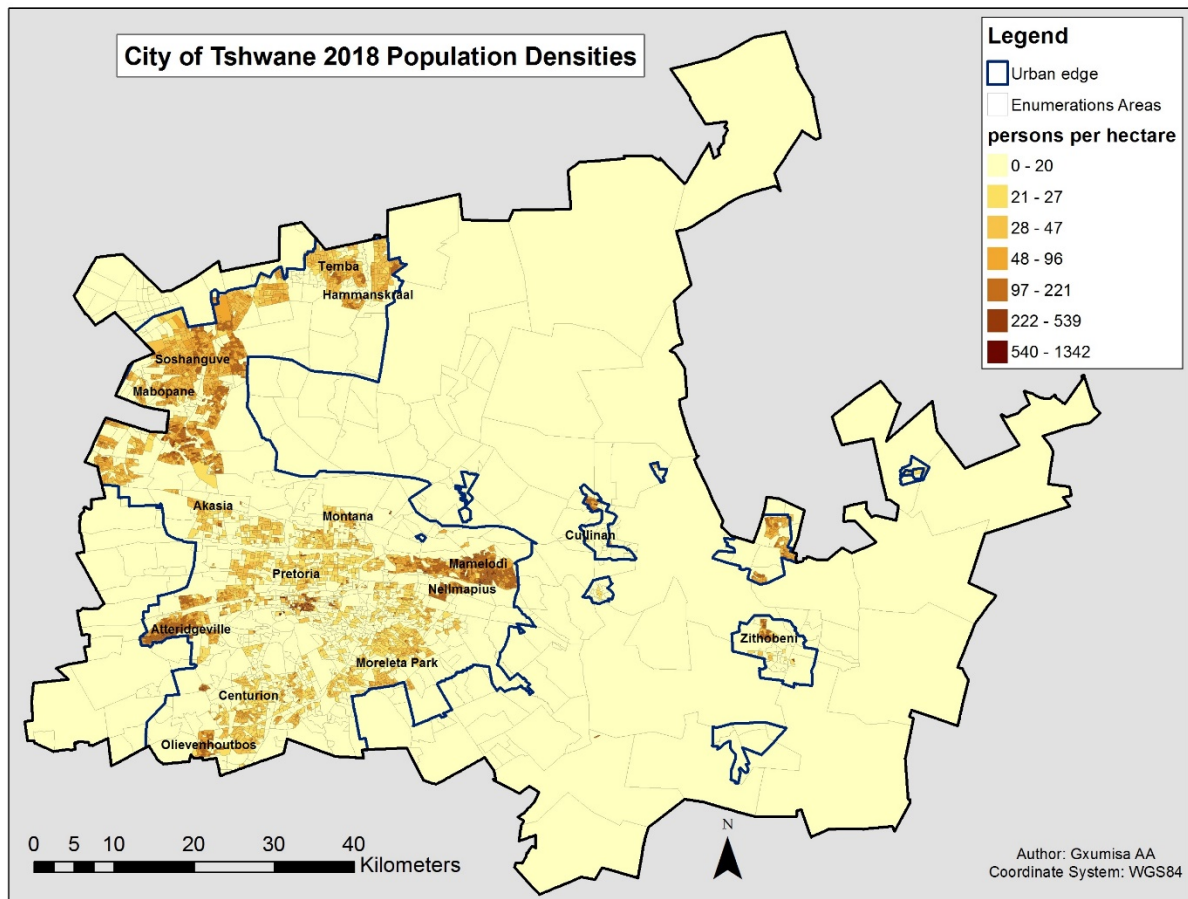 City of Tshwane 2018 Population Densities
Legend
Urban edge
Enumerations Areas
persons per hectare
0 - 20
21 - 27
28 - 47
48 - 96
97 - 221
222 - 539
540 - 1342
Temba
Hammanskraal
Soshanguve
Mabopane
Akasia
Montana
Cullinan
Mamelodi
Pretoria
Nellmapius
Atteridgeville
Zithobeni
Moreleta Park
Centurion
Olievenhoutbos
N
0 5 10 20 30 40
Kilometers
Author: Gxumisa AA
Coordinate System: WGS84